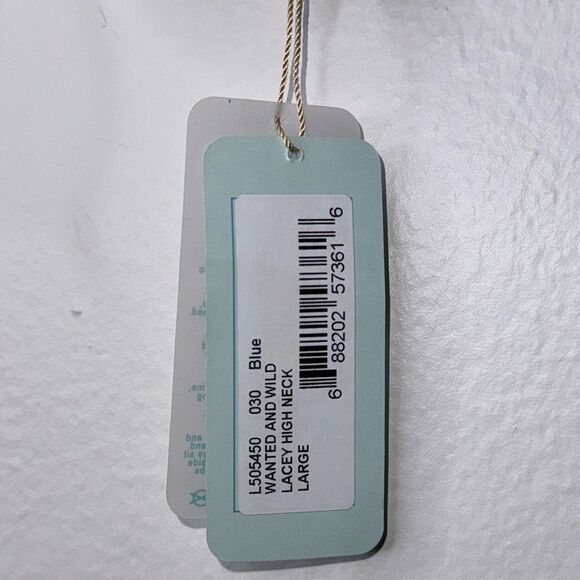 L505450 030 Blue
WANTED AND WILD
LACEY HIGH NECK
LARGE
6 88202 57361 6